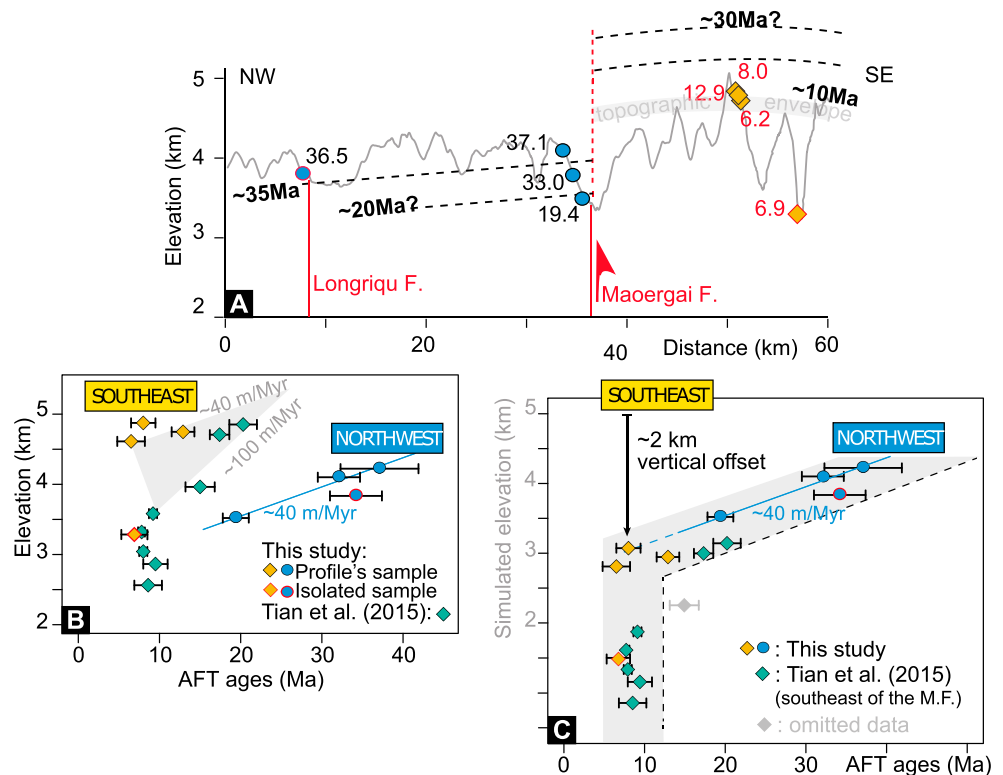 ~30Ma?
NW
SE
5
8.0
12.9
~10Ma
topographic envelope
6.2
37.1
4
36.5
Elevation (km)
~35Ma
33.0
~20Ma?
19.4
6.9
3
Longriqu F.
Maoergai F.
2
A
0
20
40
Distance (km)
60
SOUTHEAST
~40 m/Myr
5
~100 m/Myr
NORTHWEST
Elevation (km)
4
~40 m/Myr
3
This study:
Profile's sample
Isolated sample
Tian et al. (2015):
2
B
0
10
20
30
40
AFT ages (Ma)
SOUTHEAST
5
~2 km
vertical offset
NORTHWEST
4
~40 m/Myr
Simulated elevation (km)
3
2
: This study
: Tian et al. (2015)
(southeast of the M.F.)
: omitted data
C
0
10
20
30
40
AFT ages (Ma)